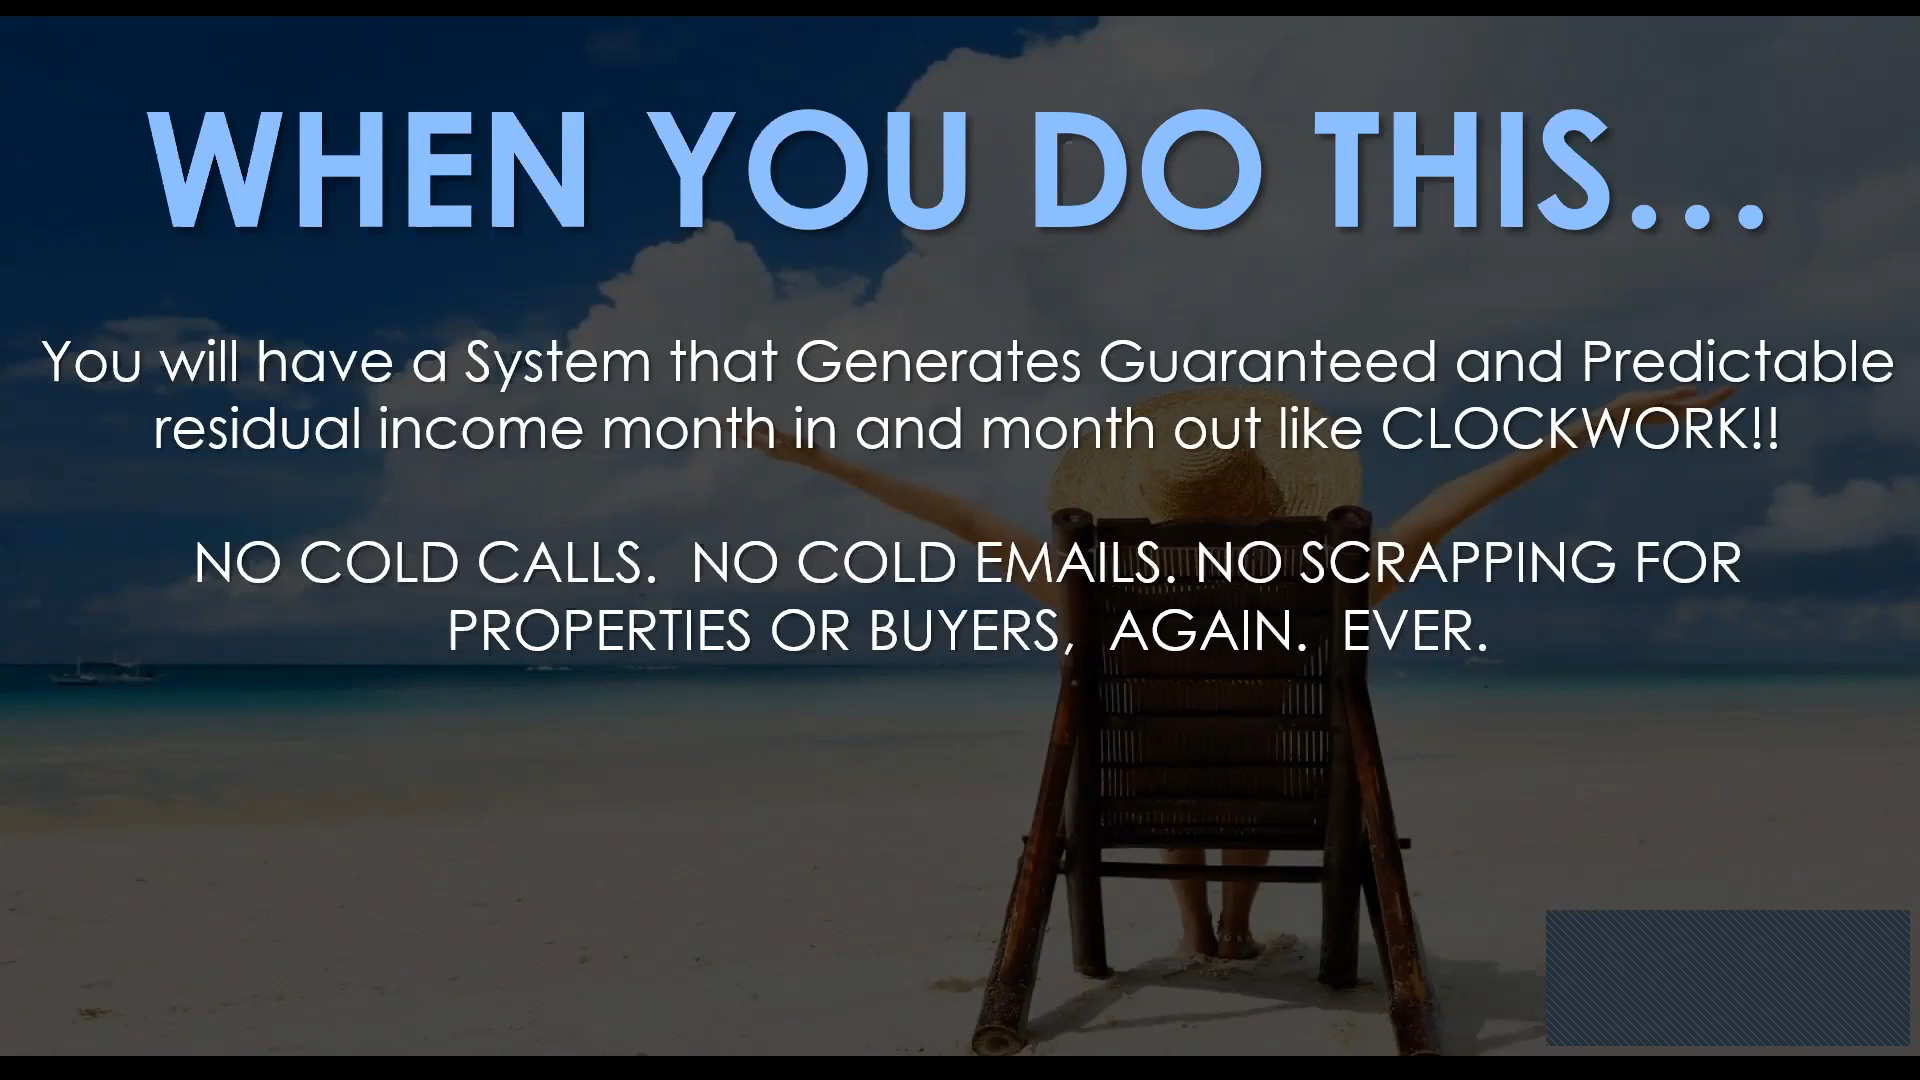 WHEN YOU DO THIS...
You will have a System that Generates Guaranteed and Predictable
residual income month in and month out like CLOCKWORK!!
NO COLD CALLS.  NO COLD EMAILS. NO SCRAPPING FOR
PROPERTIES OR BUYERS,  AGAIN.  EVER.